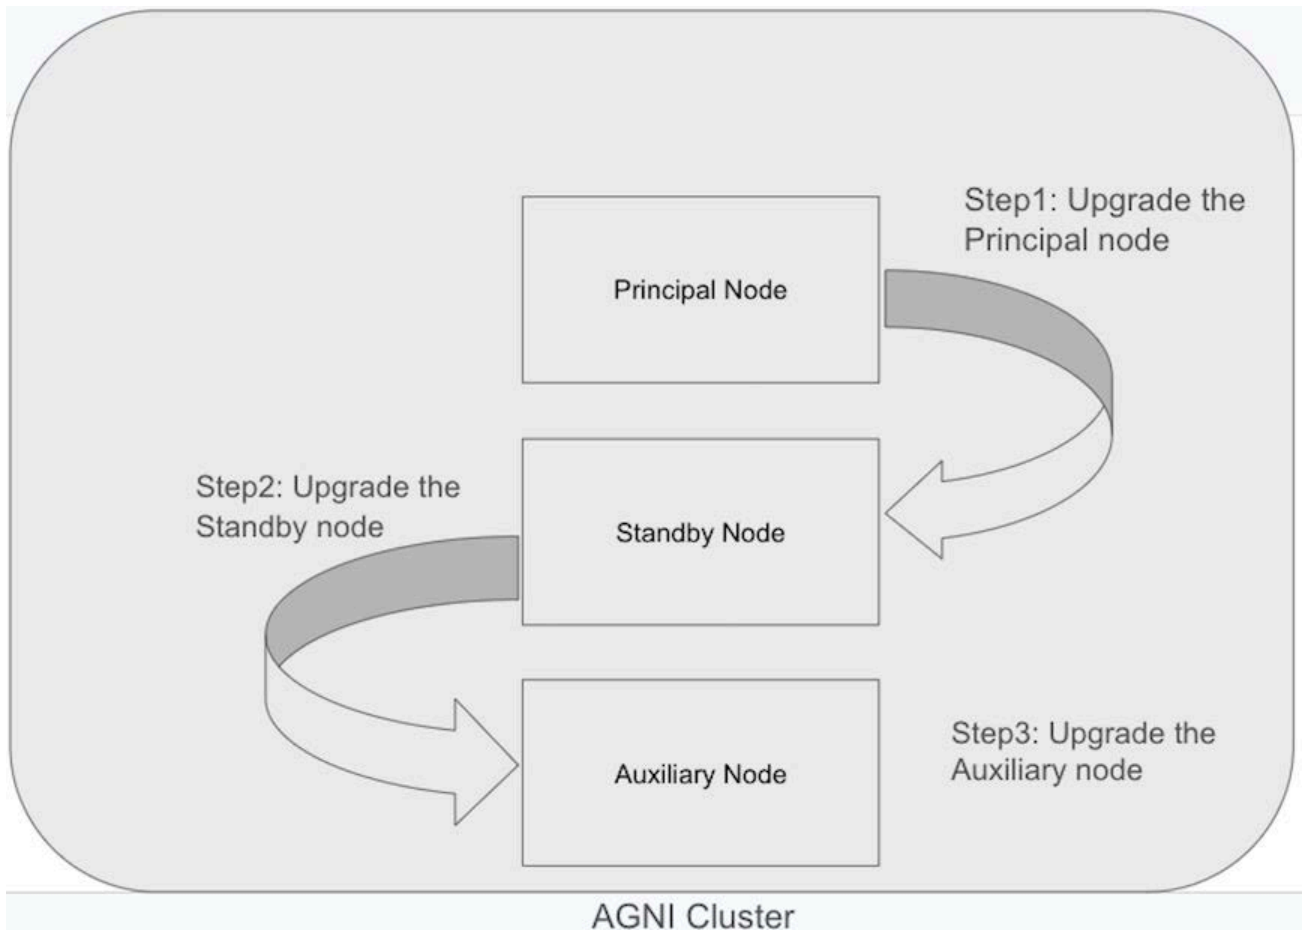 Step1: Upgrade the
Principal node
Principal Node
Step2: Upgrade the
Standby node
Standby Node
Auxiliary Node
Step3: Upgrade the
Auxiliary node
AGNI Cluster